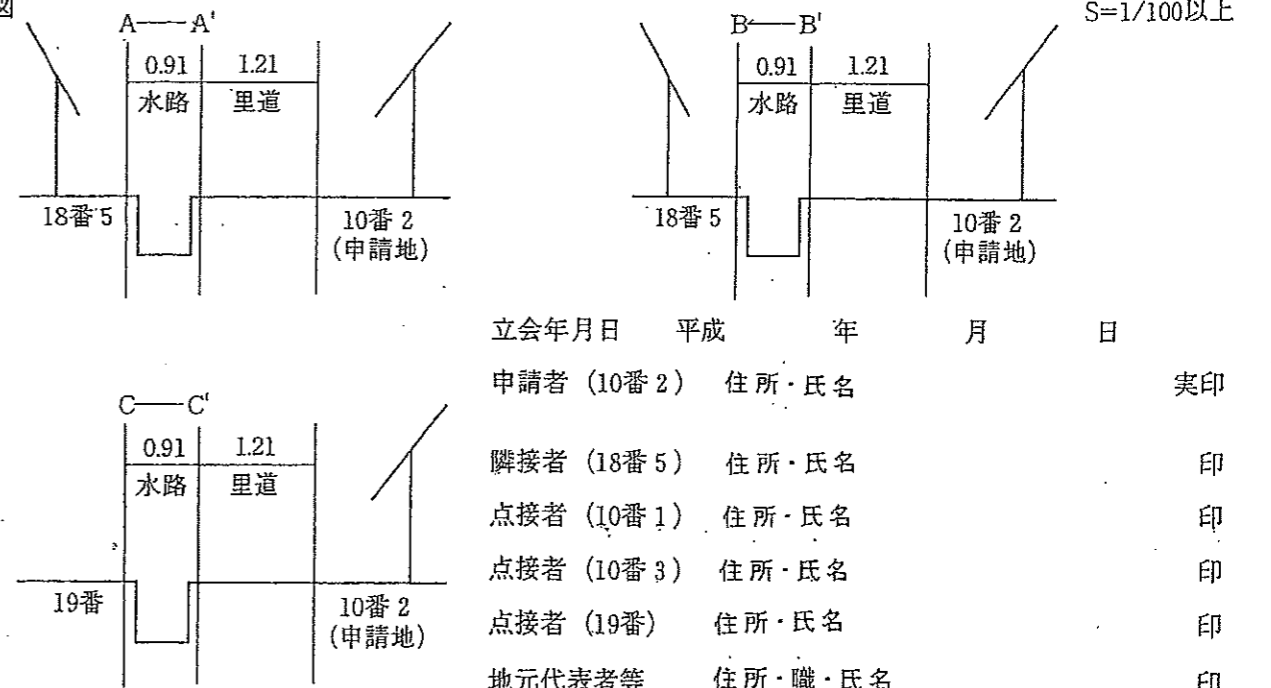 図
S=1/100以上
A——A'
0.91 1.21
水路 里道
18番5 10番2
(申請地)
B——B'
0.91 1.21
水路 里道
18番5 10番2
(申請地)
C——C'
0.91 1.21
水路 里道
19番 10番2
(申請地)
立会年月日 平成 年 月 日
申請者（10番2） 住所・氏名 実印
隣接者（18番5） 住所・氏名 印
点接者（10番1） 住所・氏名 印
点接者（10番3） 住所・氏名 印
点接者（19番） 住所・氏名 印
地元代表者等 住所・職・氏名 印